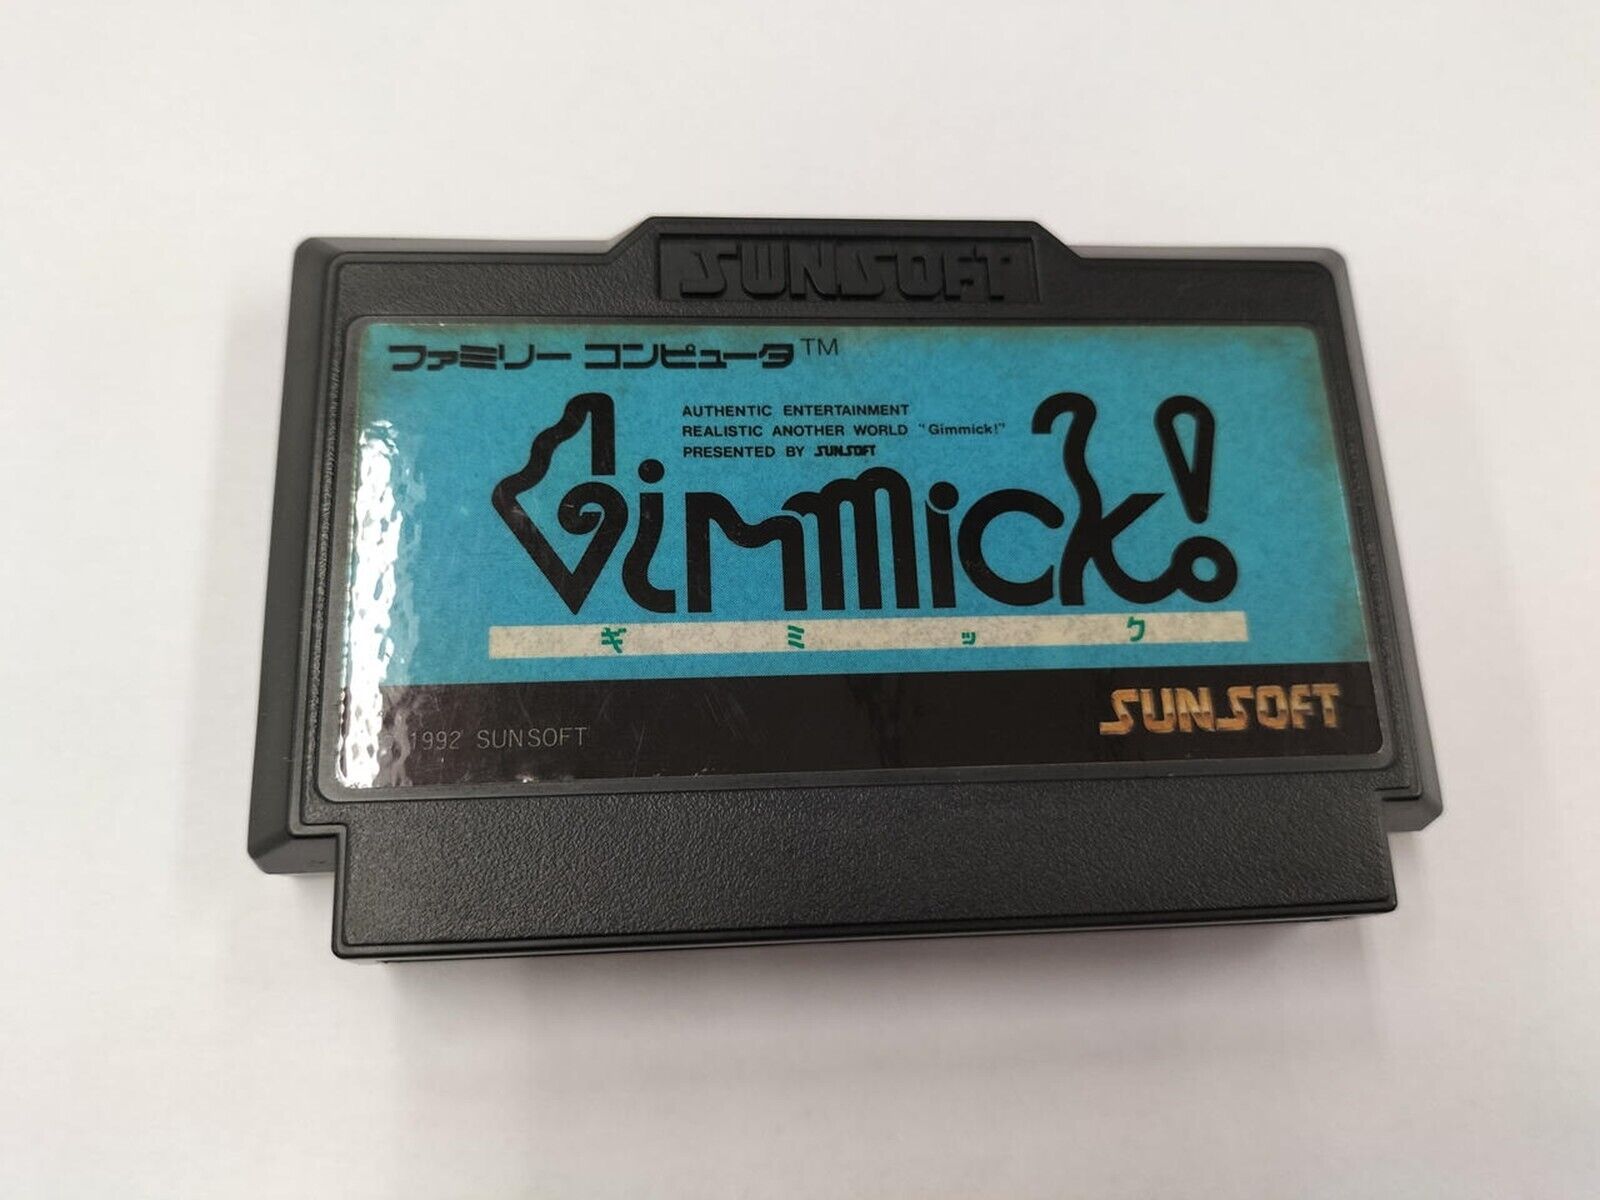 SUNSOFT
ファミリー コンピュータ™
AUTHENTIC ENTERTAINMENT
REALISTIC ANOTHER WORLD "Gimmick!"
PRESENTED BY SUNSOFT
Gimmick!
ギミック
SUNSOFT
1992 SUNSOFT